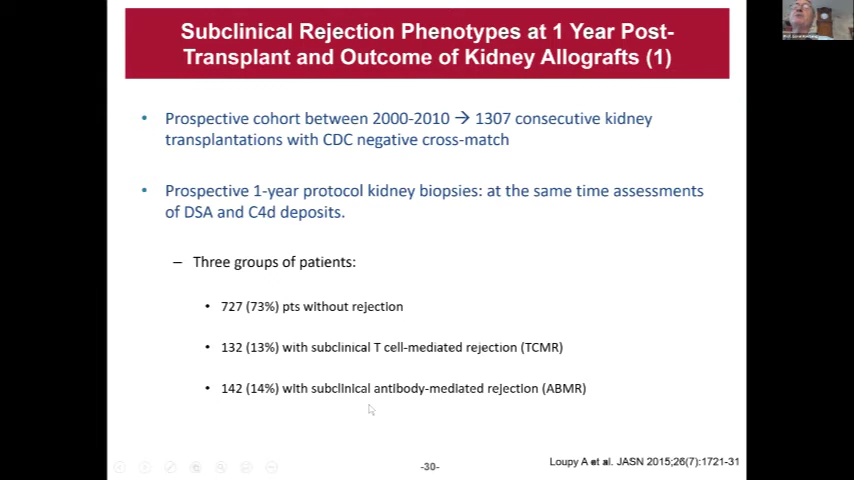 Subclinical Rejection Phenotypes at 1 Year Post-
Transplant and Outcome of Kidney Allografts (1)
• Prospective cohort between 2000-2010 → 1307 consecutive kidney
transplantations with CDC negative cross-match
• Prospective 1-year protocol kidney biopsies: at the same time assessments
of DSA and C4d deposits.
– Three groups of patients:
• 727 (73%) pts without rejection
• 132 (13%) with subclinical T cell-mediated rejection (TCMR)
• 142 (14%) with subclinical antibody-mediated rejection (ABMR)
-30-
Loupy A et al. JASN 2015;26(7):1721-31